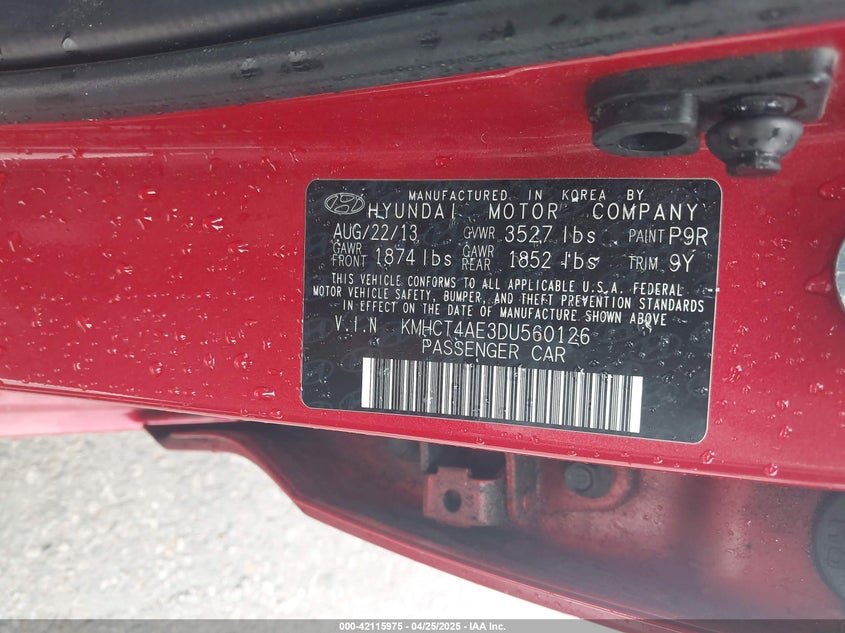 MANUFACTURED IN KOREA BY
HYUNDAI MOTOR COMPANY
AUG/22/13 GVWR 3527 lbs PAINT P9R
GAWR FRONT 1874 lbs GAWR REAR 1852 lbs TRIM 9Y
THIS VEHICLE CONFORMS TO ALL APPLICABLE U.S.A. FEDERAL
MOTOR VEHICLE SAFETY, BUMPER, AND THEFT PREVENTION STANDARDS
IN EFFECT ON THE DATE OF MANUFACTURE SHOWN ABOVE
V.I.N KMHCT4AE3DU560126
PASSENGER CAR
000-42115975 - 04/25/2025 - IAA Inc.